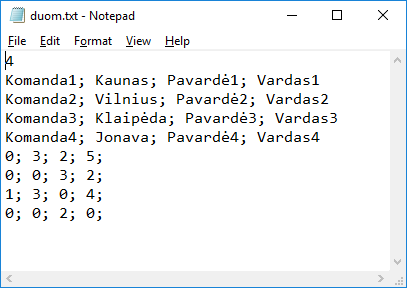 duom.txt - Notepad
File Edit Format View Help
4
Komanda1; Kaunas; Pavardė1; Vardas1
Komanda2; Vilnius; Pavardė2; Vardas2
Komanda3; Klaipėda; Pavardė3; Vardas3
Komanda4; Jonava; Pavardė4; Vardas4
0; 3; 2; 5;
0; 0; 3; 2;
1; 3; 0; 4;
0; 0; 2; 0;